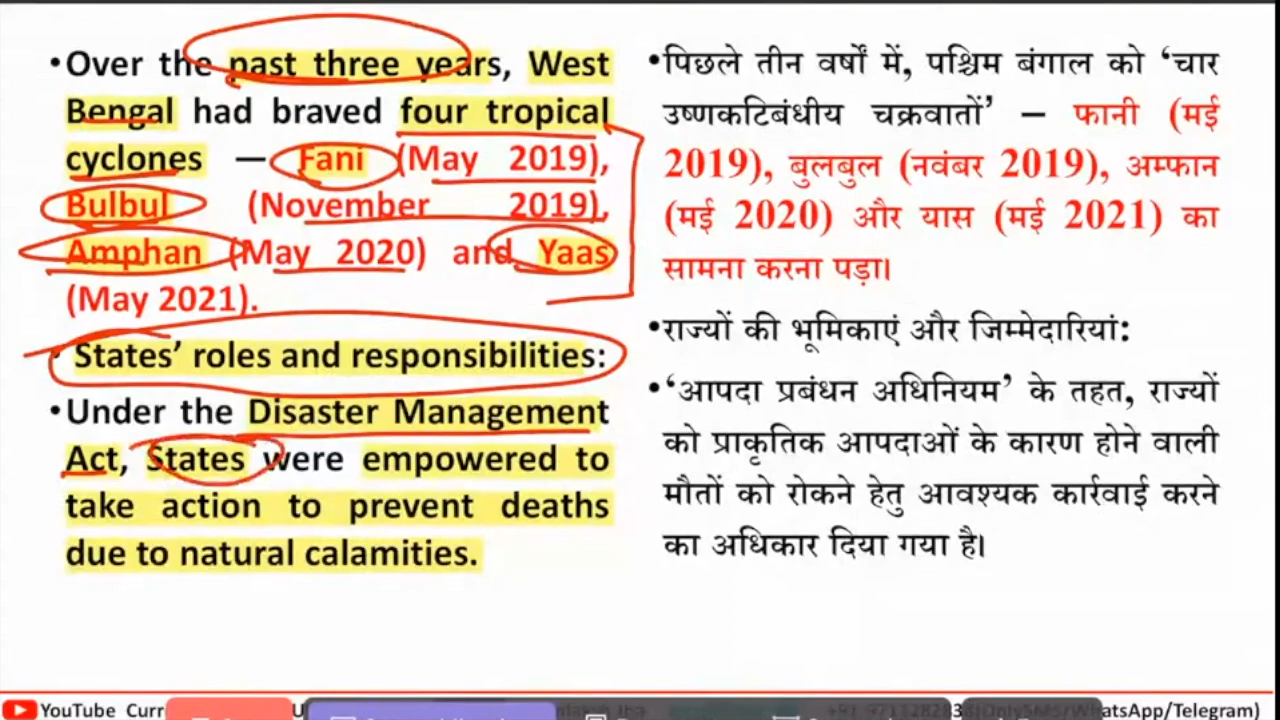 •Over the past three years, West
Bengal had braved four tropical
cyclones — Fani (May 2019),
Bulbul (November 2019),
Amphan (May 2020) and Yaas
(May 2021).
• States' roles and responsibilities:
•Under the Disaster Management
Act, States were empowered to
take action to prevent deaths
due to natural calamities.
•पिछले तीन वर्षों में, पश्चिम बंगाल को 'चार
उष्णकटिबंधीय चक्रवातों' – फानी (मई
2019), बुलबुल (नवंबर 2019), अम्फान
(मई 2020) और यास (मई 2021) का
सामना करना पड़ा।
•राज्यों की भूमिकाएं और जिम्मेदारियां:
•'आपदा प्रबंधन अधिनियम' के तहत, राज्यों
को प्राकृतिक आपदाओं के कारण होने वाली
मौतों को रोकने हेतु आवश्यक कार्रवाई करने
का अधिकार दिया गया है।
YouTube